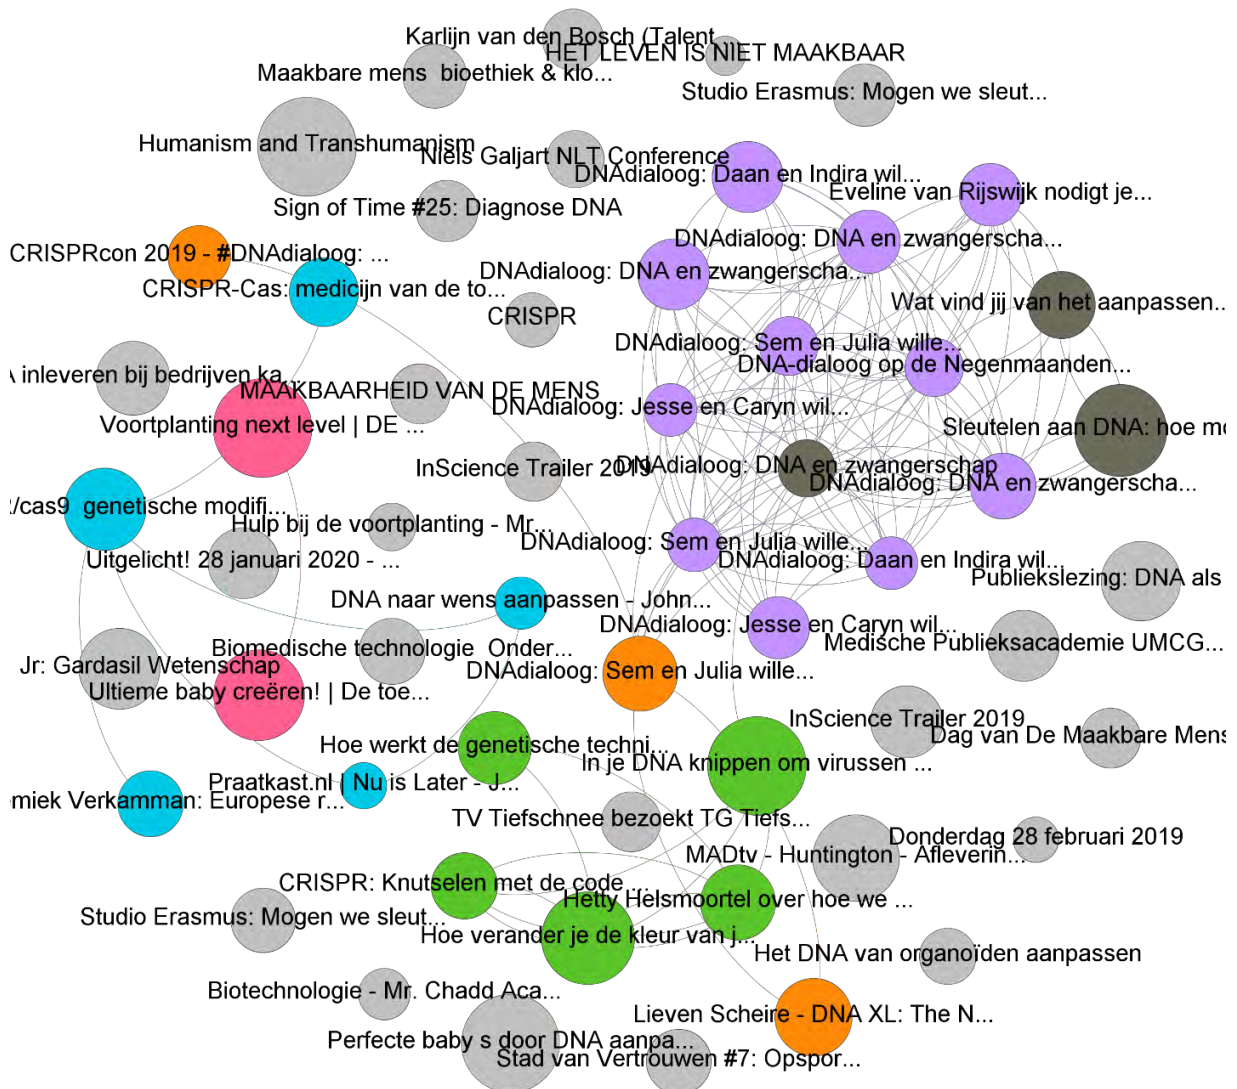 Karlijn van den Bosch (Talent
HET LEVEN IS NIET MAAKBAAR
Maakbare mens bioethiek & klo...
Studio Erasmus: Mogen we sleut...
Humanism and Transhumanism
Niels Galjart NLT Conference
DNAdialoog: Daan en Indira wil...
Eveline van Rijswijk nodigt je...
Sign of Time #25: Diagnose DNA
DNAdialoog: DNA en zwangerscha...
CRISPRcon 2019 - #DNAdialoog: ...
DNAdialoog: DNA en zwangerscha...
CRISPR-Cas: medicijn van de to...
Wat vind jij van het aanpassen...
CRISPR
DNAdialoog: Sem en Julia wille...
DNA-dialoog op de Negenmaanden...
inleveren bij bedrijven ka...
MAAKBAARHEID VAN DE MENS
DNAdialoog: Jesse en Caryn wil...
Voortplanting next level | DE ...
Sleutelen aan DNA: hoe mo
InScience Trailer 2019
DNAdialoog: DNA en zwangerschap
DNAdialoog: DNA en zwangerscha...
/cas9 genetische modifi...
Hulp bij de voortplanting - Mr...
DNAdialoog: Sem en Julia wille...
Uitgelicht! 28 januari 2020 - ...
DNAdialoog: Daan en Indira wil...
Publiekslezing: DNA als
DNA naar wens aanpassen - John...
DNAdialoog: Jesse en Caryn wil...
Biomedische technologie Onder...
Medische Publieksacademie UMCG...
Jr: Gardasil Wetenschap
DNAdialoog: Sem en Julia wille...
Ultieme baby creëren! | De toe...
InScience Trailer 2019
Dag van De Maakbare Mens
Hoe werkt de genetische techni...
In je DNA knippen om virussen ...
Praatkast.nl | Nu is Later - J...
miek Verkamman: Europese r...
TV Tiefschnee bezoekt TG Tiefs...
Donderdag 28 februari 2019
MADtv - Huntington - Afleverin...
CRISPR: Knutselen met de code ...
Hetty Helsmoortel over hoe we ...
Studio Erasmus: Mogen we sleut...
Hoe verander je de kleur van j...
Het DNA van organoïden aanpassen
Biotechnologie - Mr. Chadd Aca...
Lieven Scheire - DNA XL: The N...
Perfecte baby s door DNA aanpa...
Stad van Vertrouwen #7: Opspor...